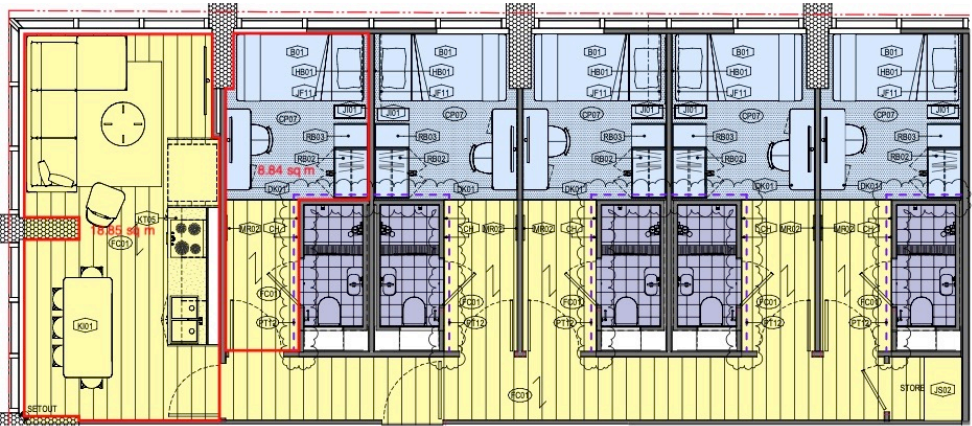 B01 B01 B01 B01 B01
HB01 HB01 HB01 HB01 HB01
JF11 JF11 JF11 JF11 JF11
JI01 JI01 JI01 JI01 JI01
CP07 CP07 CP07 CP07 CP07
RB03 RB03 RB03 RB03 RB03
RB02 RB02 RB02 RB02 RB02
8.84 sq m
DK01 DK01 DK01 DK01 DK01
KT05
18.85 sq m
MR02 CH CH MR02 MR02 CH CH MR02 MR02 CH
FC01
FC01 FC01 FC01 FC01 FC01
PT12 PT12 PT12 PT12 PT12
KI01
FC01
STORE JS02
SETOUT